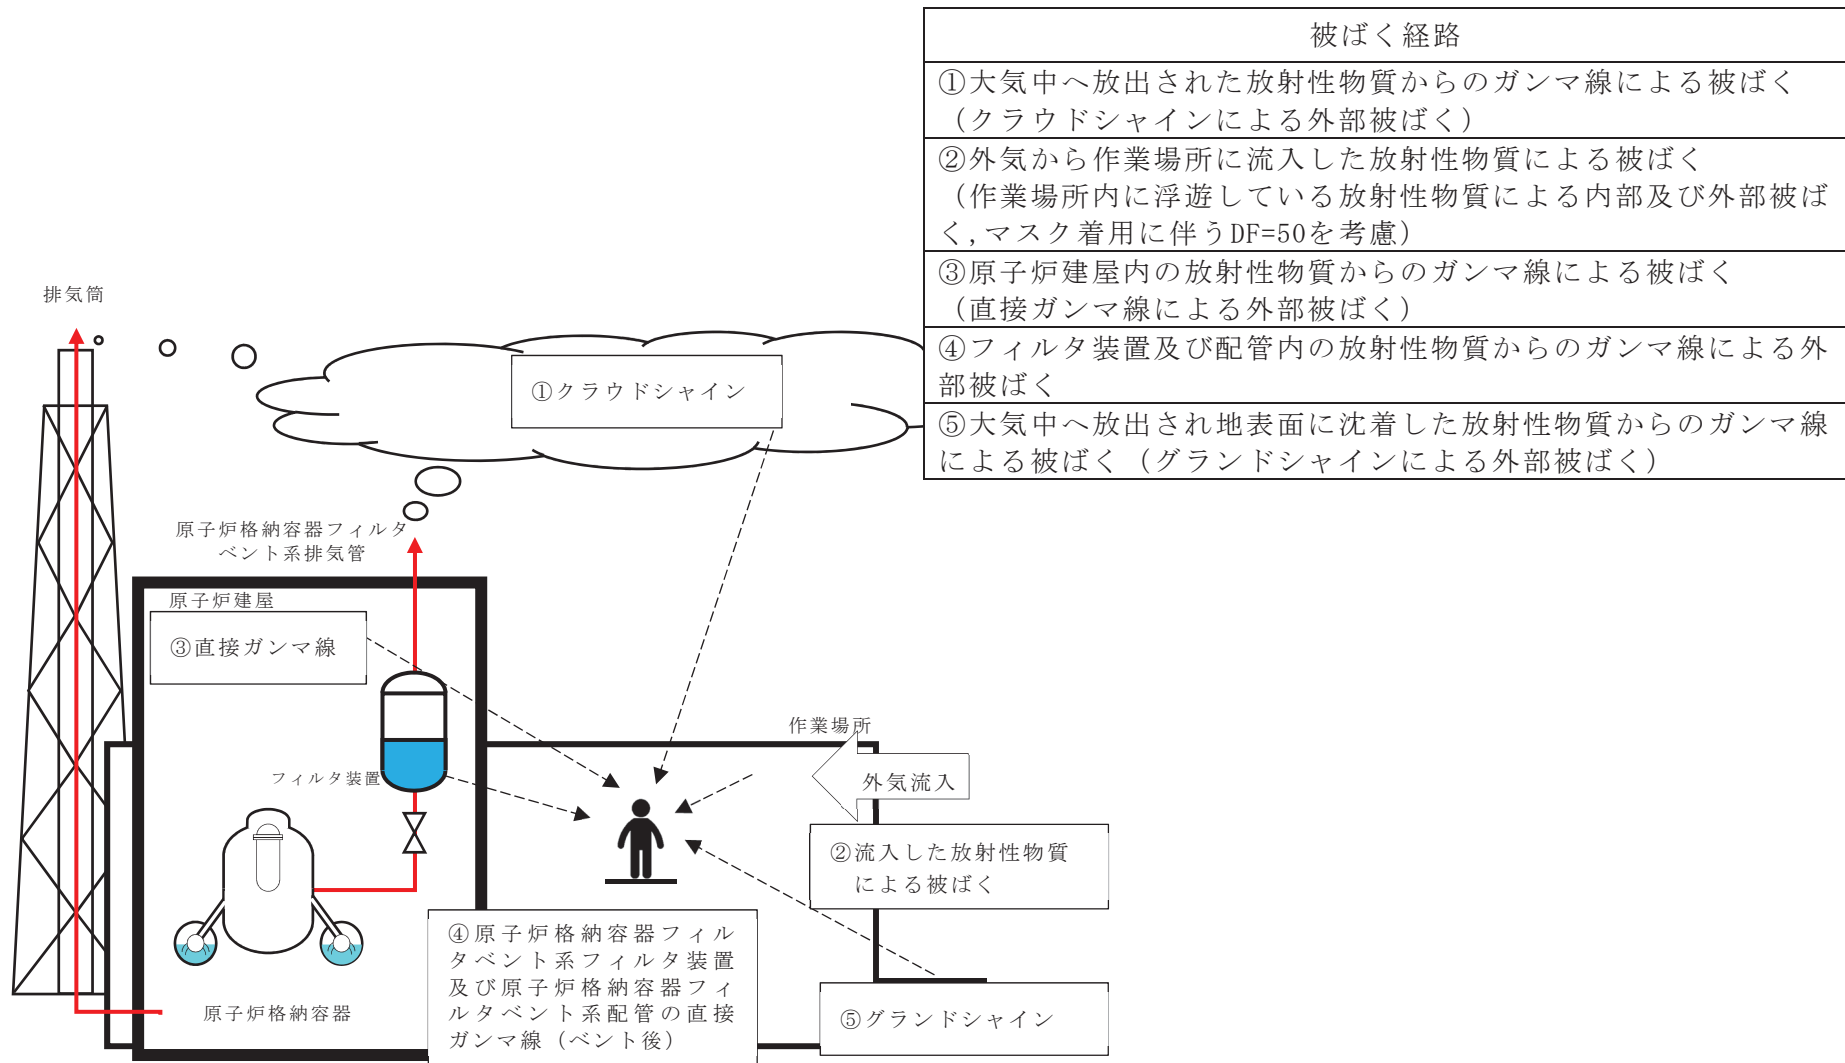 被ばく経路
①大気中へ放出された放射性物質からのガンマ線による被ばく
（クラウドシャインによる外部被ばく）
②外気から作業場所に流入した放射性物質による被ばく
（作業場所内に浮遊している放射性物質による内部及び外部被ば
く,マスク着用に伴うDF=50を考慮）
③原子炉建屋内の放射性物質からのガンマ線による被ばく
（直接ガンマ線による外部被ばく）
④フィルタ装置及び配管内の放射性物質からのガンマ線による外
部被ばく
⑤大気中へ放出され地表面に沈着した放射性物質からのガンマ線
による被ばく（グランドシャインによる外部被ばく）
排気筒
①クラウドシャイン
原子炉格納容器フィルタ
ベント系排気管
原子炉建屋
③直接ガンマ線
作業場所
フィルタ装置
外気流入
②流入した放射性物質
による被ばく
④原子炉格納容器フィル
タベント系フィルタ装置
及び原子炉格納容器フィ
ルタベント系配管の直接
ガンマ線（ベント後）
原子炉格納容器
⑤グランドシャイン